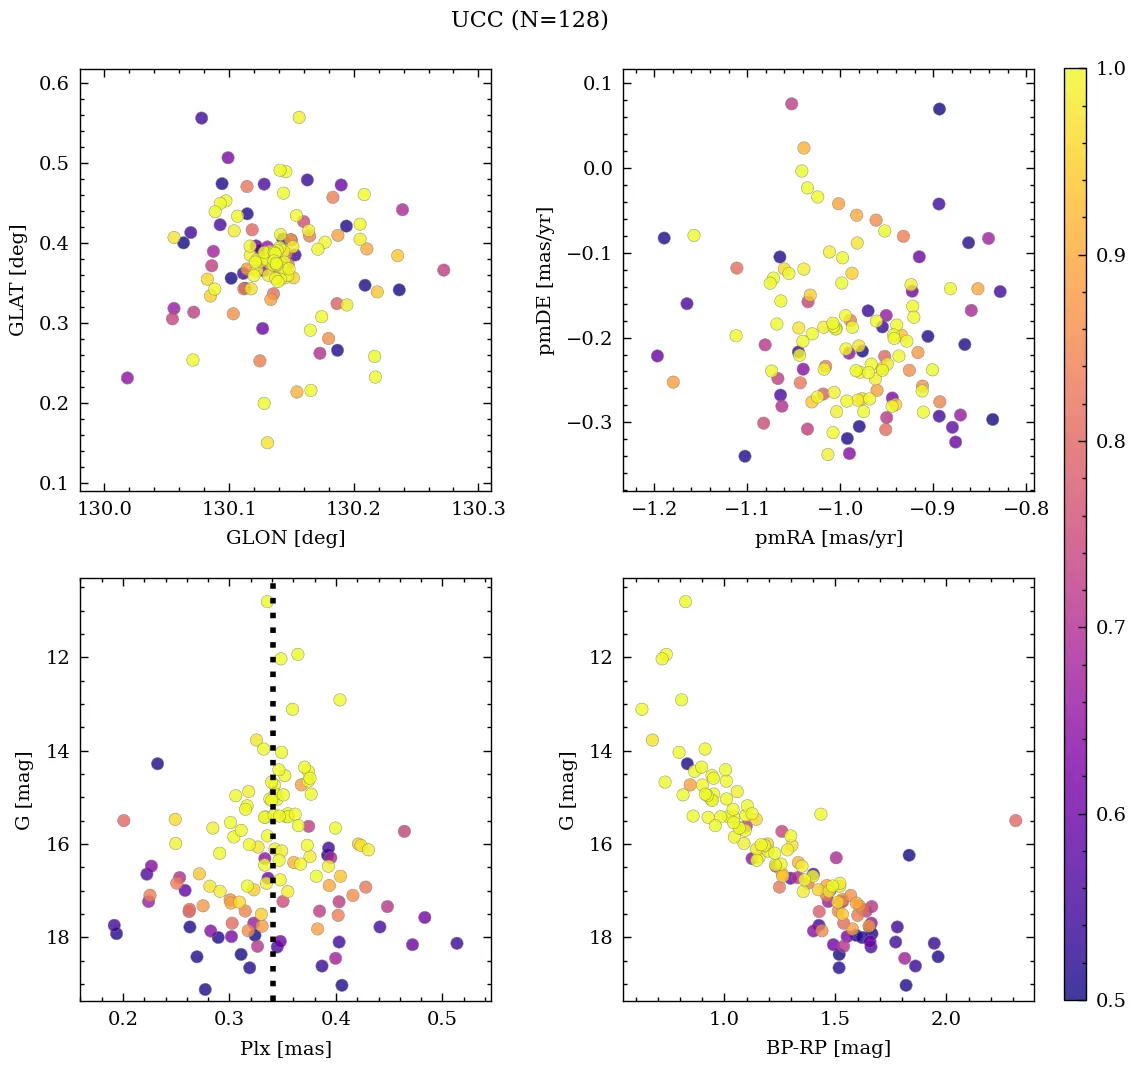 UCC (N=128)
0.6
0.5
0.4
0.3
0.2
0.1
GLAT [deg]
130.0 130.1 130.2 130.3
GLON [deg]
0.1
0.0
−0.1
−0.2
−0.3
pmDE [mas/yr]
−1.2 −1.1 −1.0 −0.9 −0.8
pmRA [mas/yr]
1.0
0.9
0.8
0.7
0.6
0.5
12
14
16
18
G [mag]
0.2 0.3 0.4 0.5
Plx [mas]
12
14
16
18
G [mag]
1.0 1.5 2.0
BP-RP [mag]